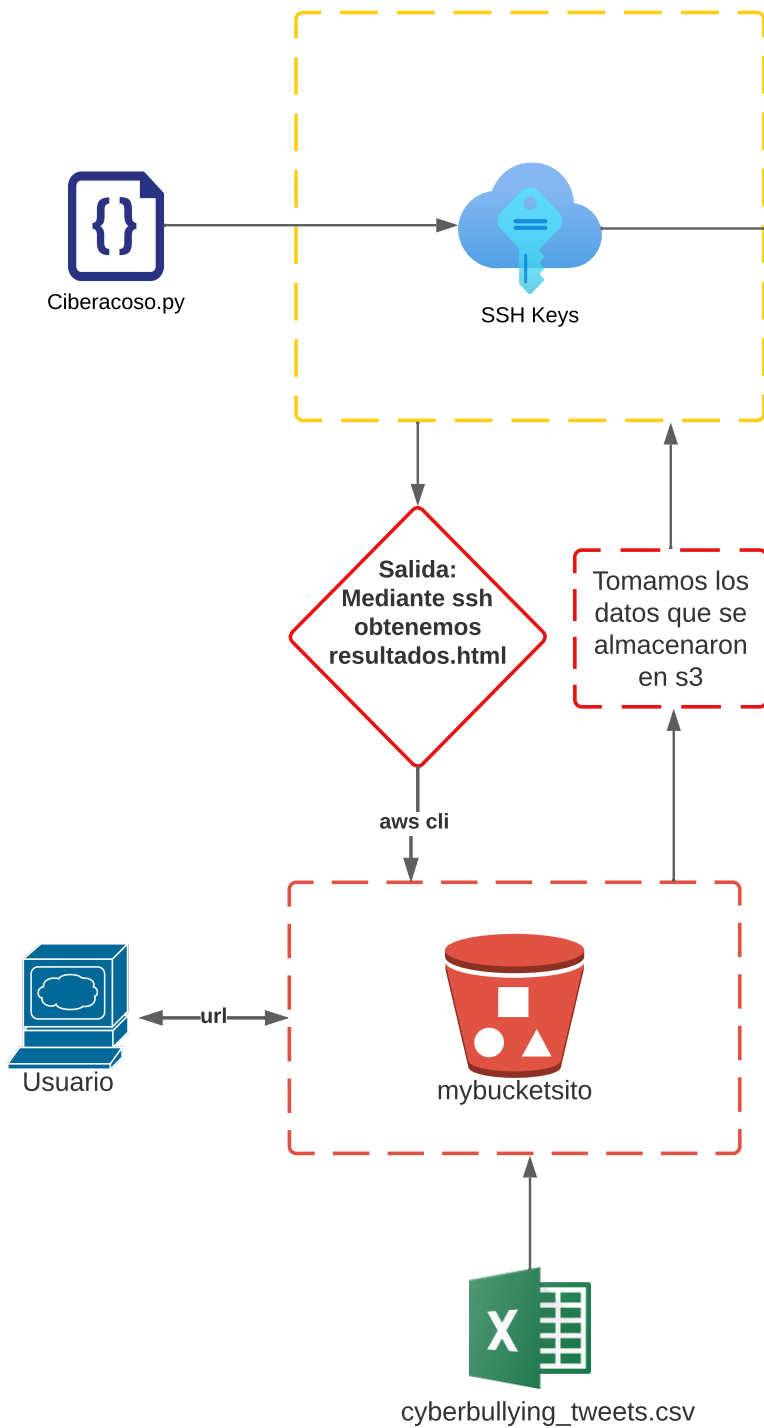 Ciberacoso.py
SSH Keys
Salida:
Mediante ssh
obtenemos
resultados.html
Tomamos los
datos que se
almacenaron
en s3
aws cli
url
Usuario
mybucketsito
X
cyberbullying_tweets.csv